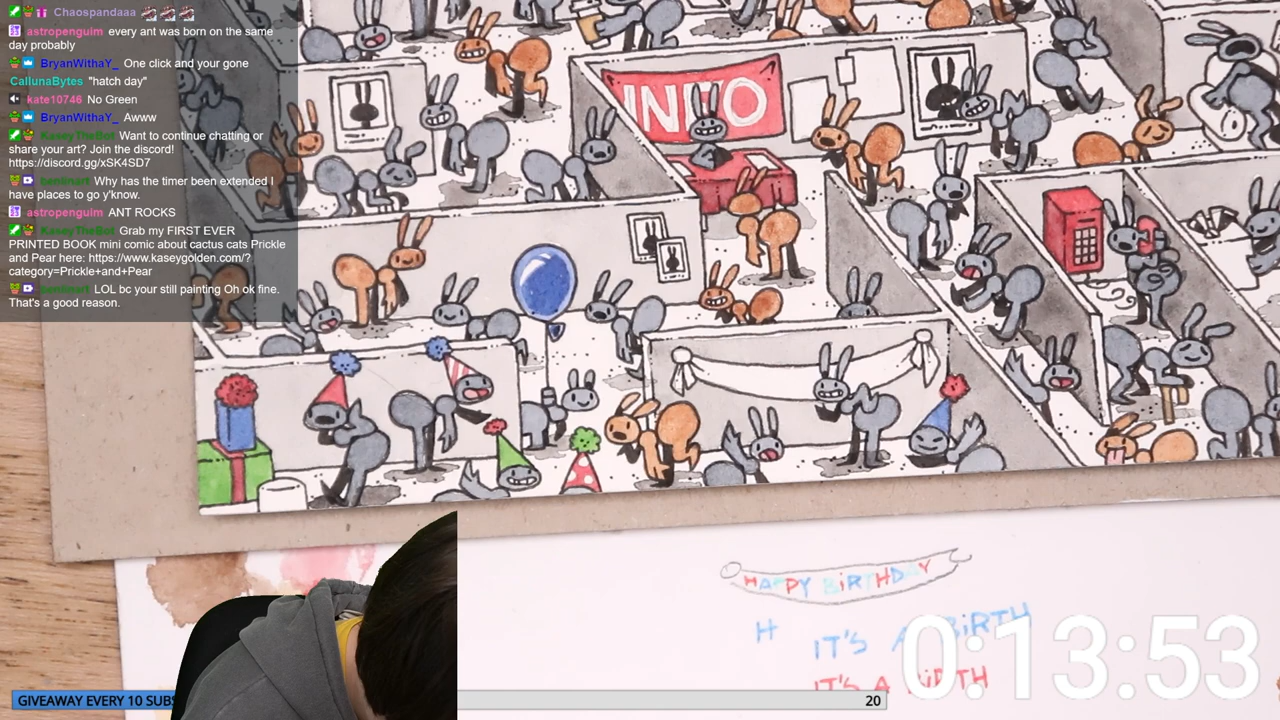 Chaospandaaa
astropenguim every ant was born on the same
day probably
BryanWithaY_ One click and your gone
CallunaBytes "hatch day"
kate10746 No Green
BryanWithaY_ Awww
KaseyTheBot Want to continue chatting or
share your art? Join the discord!
https://discord.gg/xSK4SD7
Why has the timer been extended I
have places to go y'know.
astropenguim ANT ROCKS
KaseyTheBot Grab my FIRST EVER
PRINTED BOOK mini comic about cactus cats Prickle
and Pear here: https://www.kaseygolden.com/?
category=Prickle+and+Pear
LOL bc your still painting Oh ok fine.
That's a good reason.
INFO
HAPPY BiRTHDAY
H
IT'S A BiRTH
IT'S A BiRTH
0:13:53
GIVEAWAY EVERY 10 SUBS
20